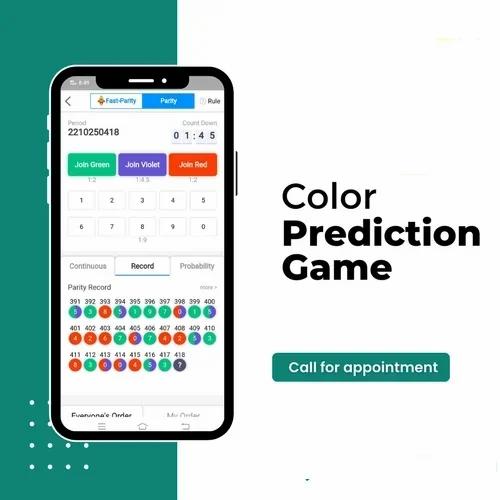 8:49
Fast-Parity Parity Rule
Period Count Down
2210250418 0 1 : 4 5
Join Green Join Violet Join Red
1:2 1:4.5 1:2
1 2 3 4 5
6 7 8 9 0
1:9
Continuous Record Probability
Parity Record more >
391 392 393 394 395 396 397 398 399 400
5 3 8 5 1 9 7 0 1 5
401 402 403 404 405 406 407 408 409 410
4 2 6 7 0 7 4 2 5 3
411 412 413 414 415 416 417 418
8 3 0 0 4 5 3 ?
Everyone's Order My Order
Color
Prediction
Game
Call for appointment